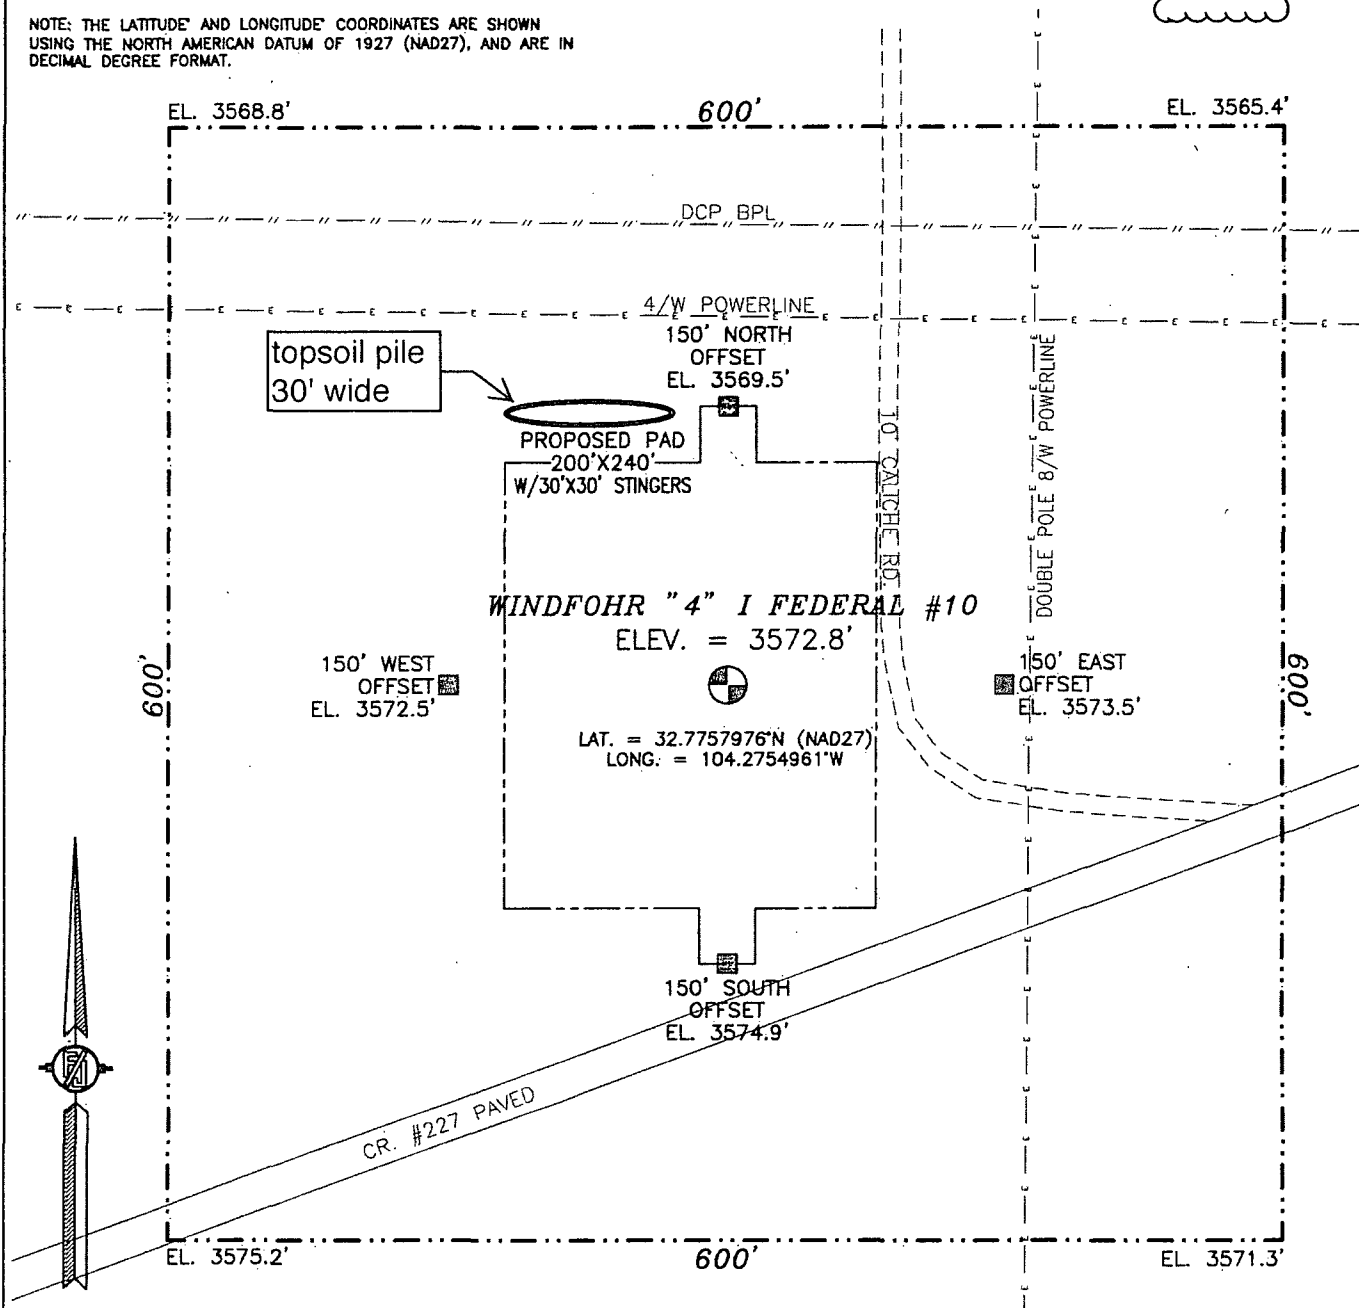 NOTE: THE LATITUDE AND LONGITUDE COORDINATES ARE SHOWN
USING THE NORTH AMERICAN DATUM OF 1927 (NAD27), AND ARE IN
DECIMAL DEGREE FORMAT.
EL. 3568.8'
600'
EL. 3565.4'
DCP BPL
4/W POWERLINE
150' NORTH
OFFSET
EL. 3569.5'
topsoil pile
30' wide
PROPOSED PAD
200'X240'
W/30'X30' STINGERS
10' CALICHE RD.
DOUBLE POLE 8/W POWERLINE
WINDFOHR "4" I FEDERAL #10
ELEV. = 3572.8'
150' WEST
OFFSET
EL. 3572.5'
150' EAST
OFFSET
EL. 3573.5'
600'
600'
LAT. = 32.7757976°N (NAD27)
LONG. = 104.2754961°W
150' SOUTH
OFFSET
EL. 3574.9'
CR. #227 PAVED
EL. 3575.2'
600'
EL. 3571.3'